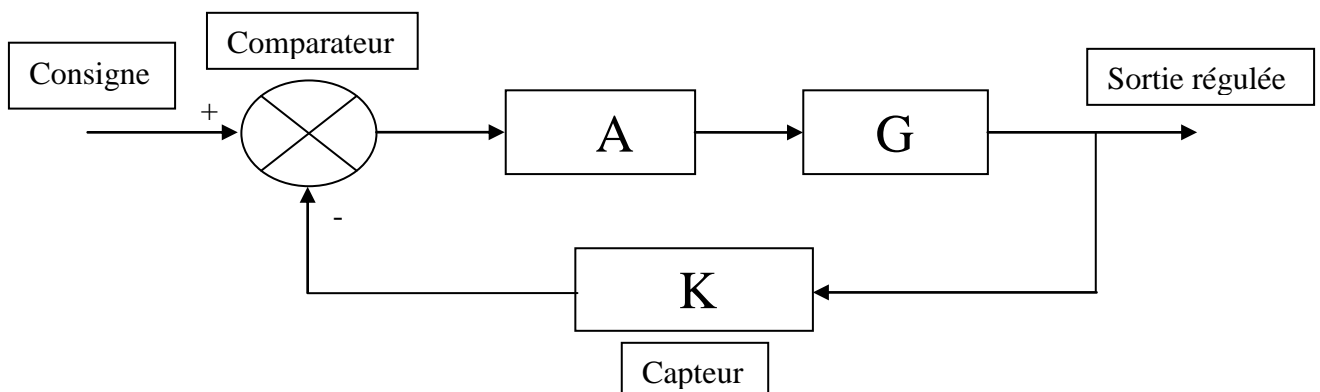 Comparateur
Consigne
Sortie régulée
+
A
G
-
K
Capteur